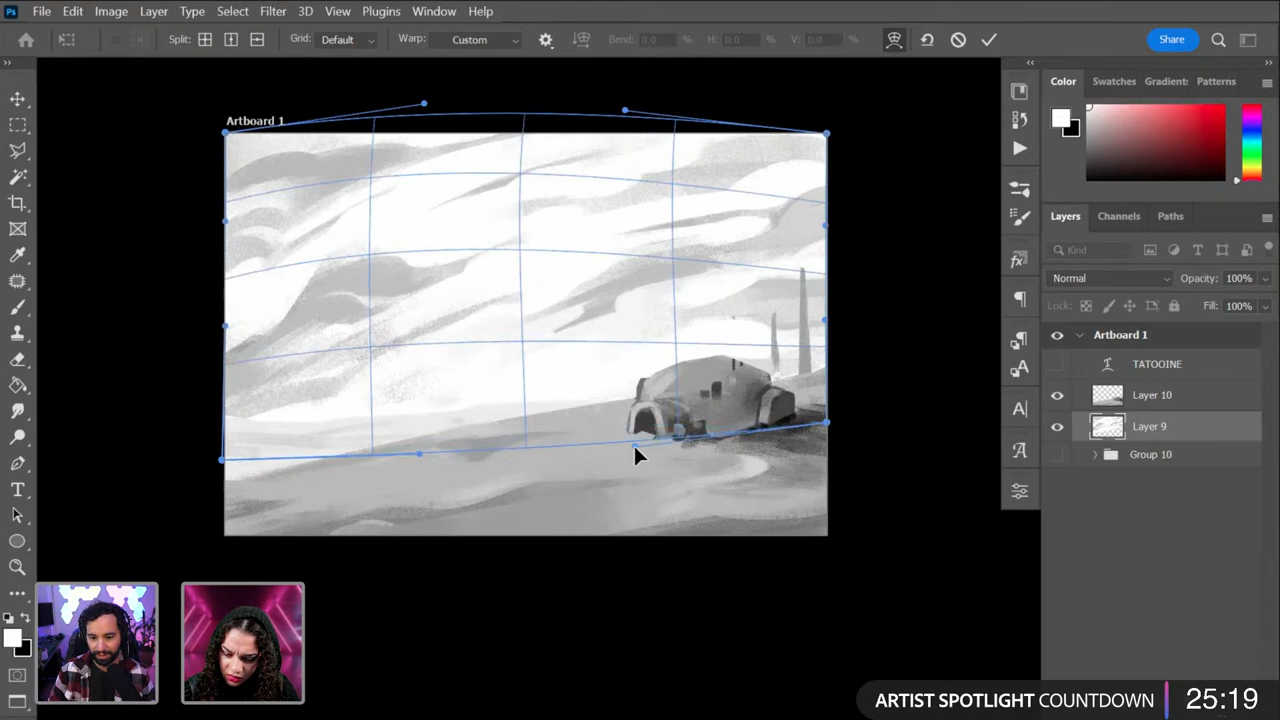 Ps File Edit Image Layer Type Select Filter 3D View Plugins Window Help
Split: Grid: Default Warp: Custom Bend: 0.0 % H: 0.0 % V: 0.0 % Share
Color Swatches Gradient: Patterns
Artboard 1
Layers Channels Paths
Kind
Normal Opacity: 100%
Lock: Fill: 100%
Artboard 1
TATOOINE
Layer 10
Layer 9
Group 10
ARTIST SPOTLIGHT COUNTDOWN 25:19